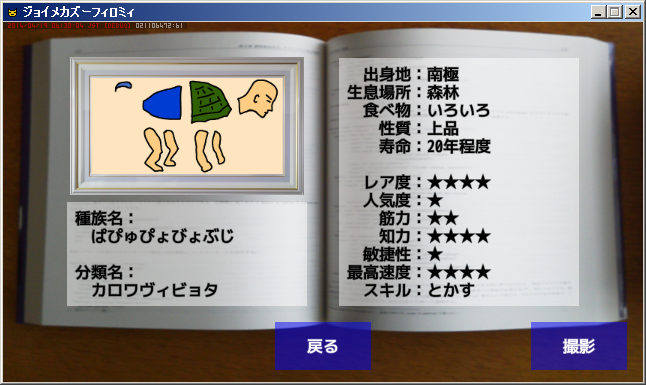 ジョイメカズーフィロミィ
種族名：
ぱぴゅぴょびょぶじ
分類名：
カロワヴィビョタ
出身地：南極
生息場所：森林
食べ物：いろいろ
性質：上品
寿命：20年程度
レア度：★★★★
人気度：★
筋力：★★
知力：★★★★
敏捷性：★
最高速度：★★★★
スキル：とかす
戻る
撮影